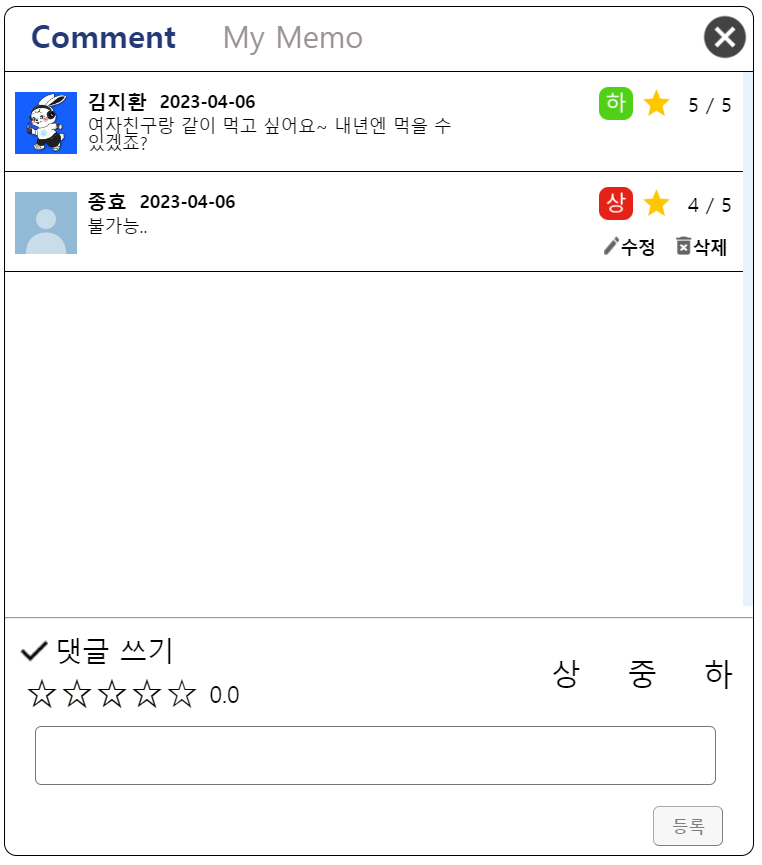 Comment My Memo
김지환 2023-04-06 하 5 / 5
여자친구랑 같이 먹고 싶어요~ 내년엔 먹을 수
있겠죠?
종효 2023-04-06 상 4 / 5
불가능..
수정 삭제
댓글 쓰기
상 중 하
0.0
등록